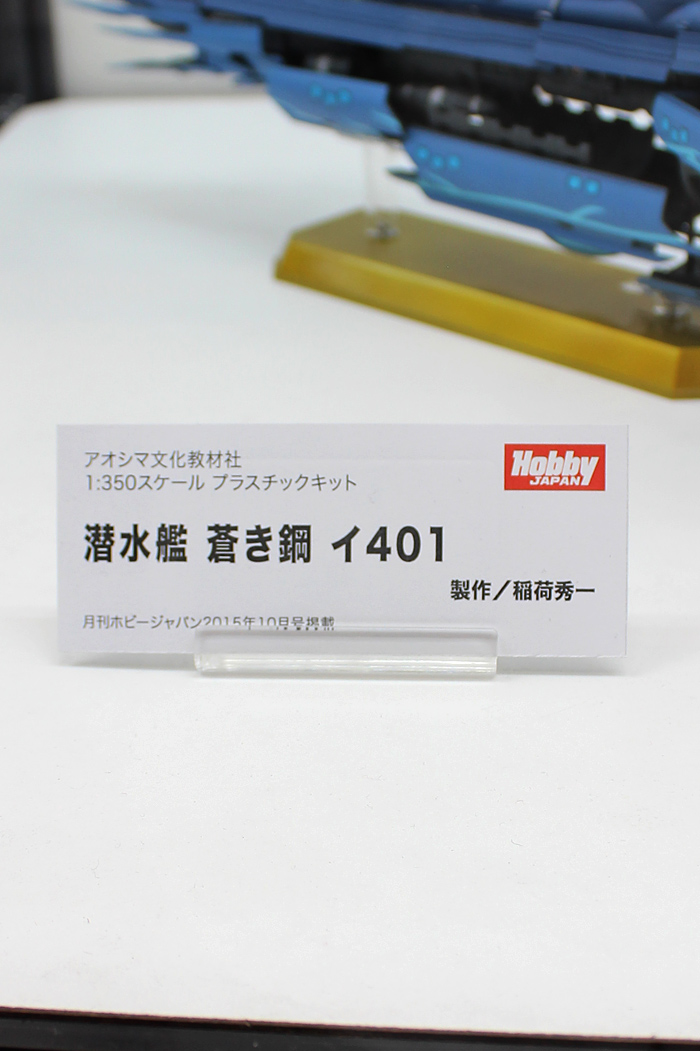 アオシマ文化教材社
1:350スケール プラスチックキット
Hobby
JAPAN
潜水艦 蒼き鋼 イ401
製作／稲荷秀一
月刊ホビージャパン2015年10月号掲載